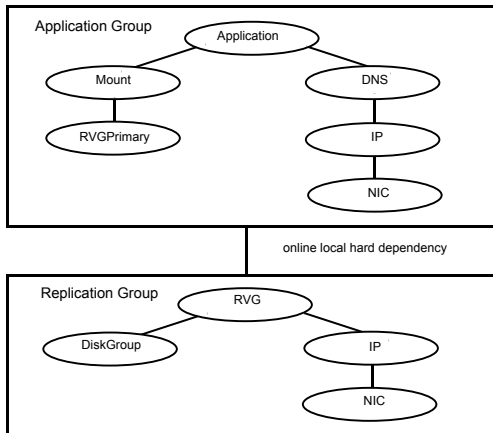 Application Group
Application
Mount
DNS
RVGPrimary
IP
NIC
online local hard dependency
Replication Group
RVG
DiskGroup
IP
NIC